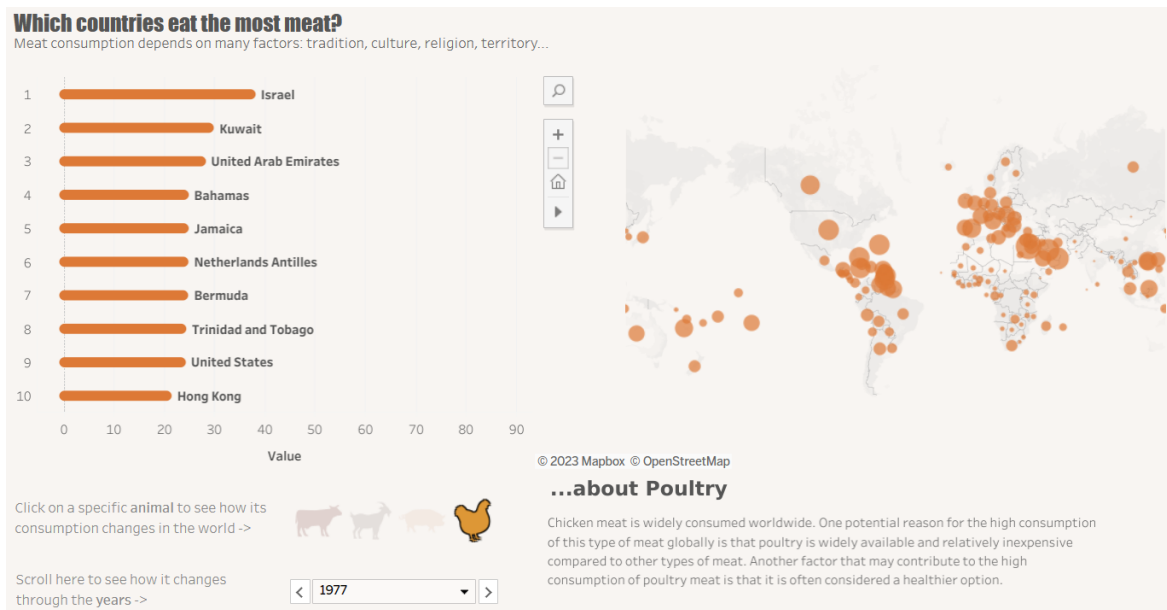 Which countries eat the most meat?
Meat consumption depends on many factors: tradition, culture, religion, territory...
1 Israel
2 Kuwait
3 United Arab Emirates
4 Bahamas
5 Jamaica
6 Netherlands Antilles
7 Bermuda
8 Trinidad and Tobago
9 United States
10 Hong Kong
0 10 20 30 40 50 60 70 80 90
Value
© 2023 Mapbox © OpenStreetMap
...about Poultry
Chicken meat is widely consumed worldwide. One potential reason for the high consumption
of this type of meat globally is that poultry is widely available and relatively inexpensive
compared to other types of meat. Another factor that may contribute to the high
consumption of poultry meat is that it is often considered a healthier option.
Click on a specific animal to see how its
consumption changes in the world ->
Scroll here to see how it changes
through the years ->
1977